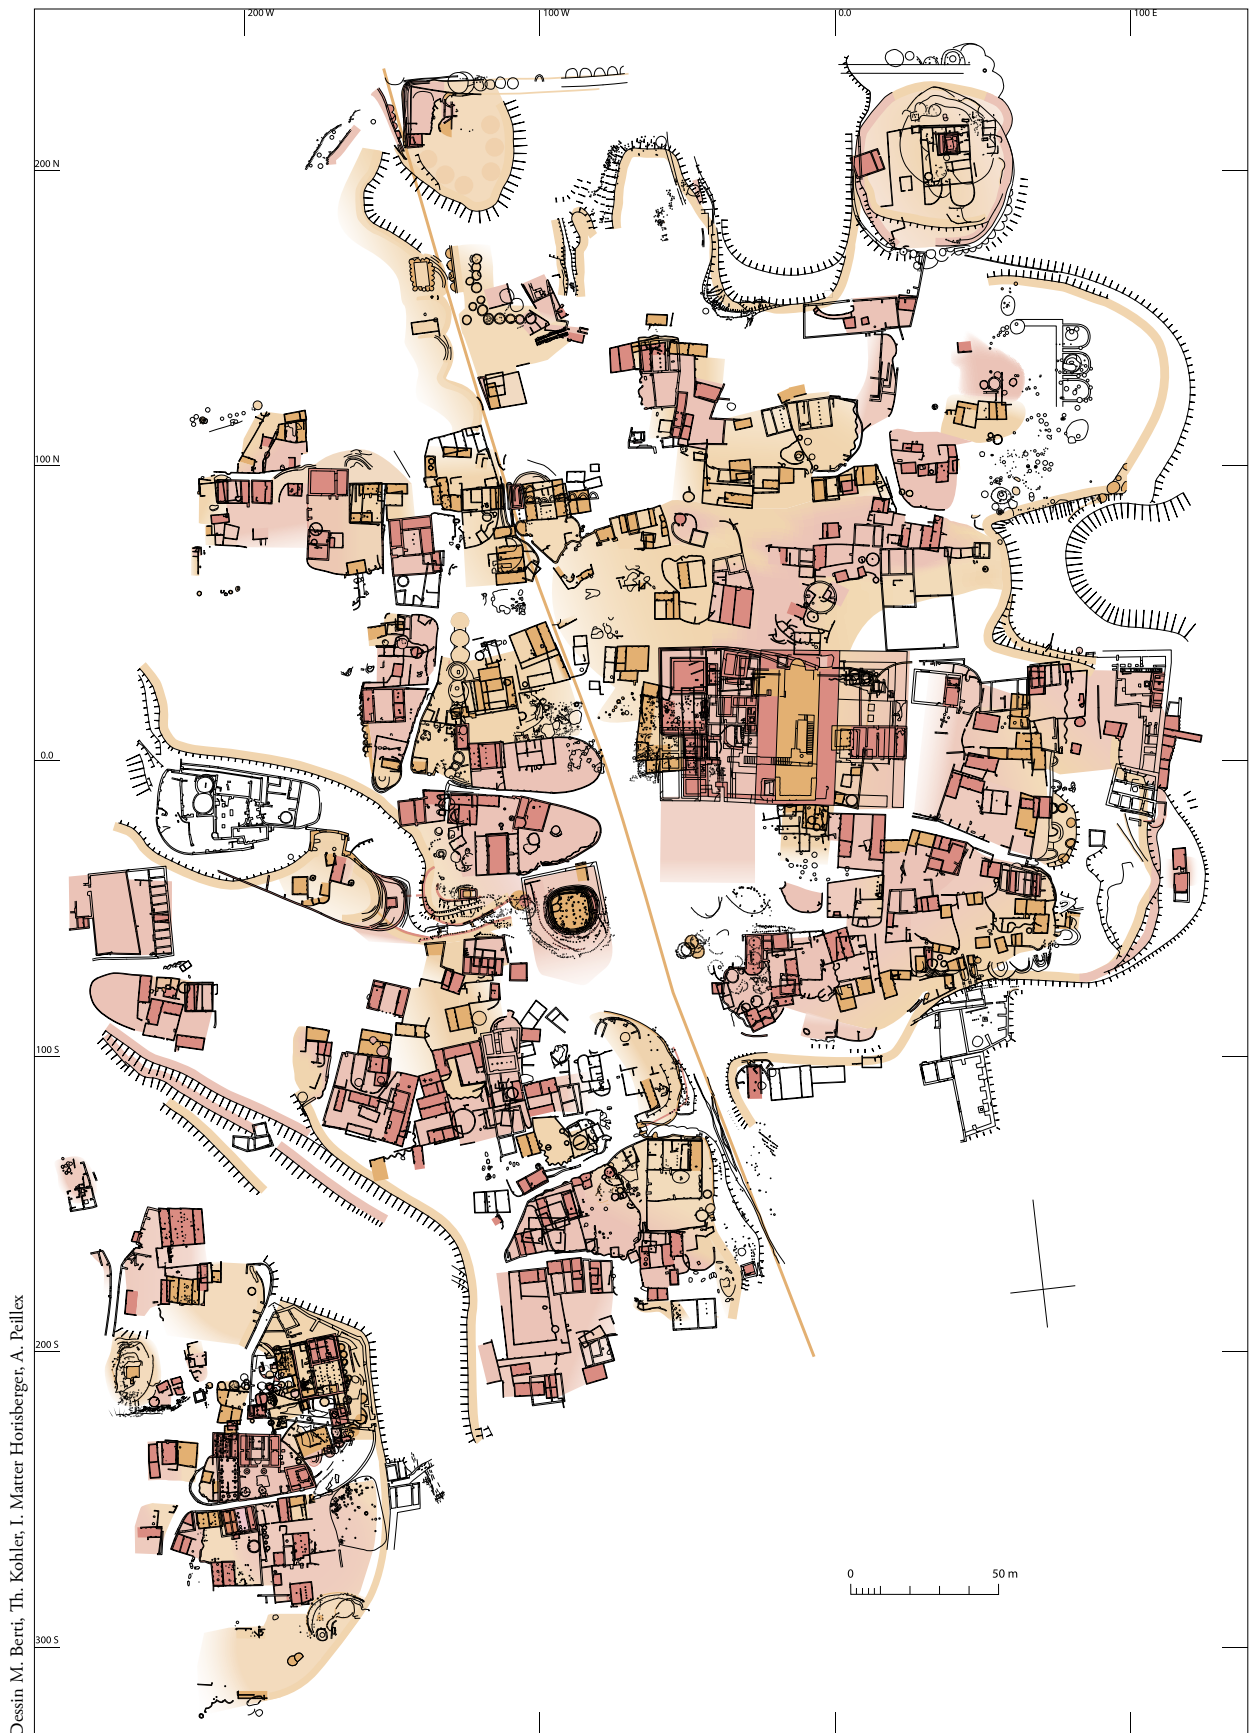 200 W
100 W
0.0
100 E
200 N
100 N
0.0
100 S
200 S
300 S
0
50 m
Dessin M. Berti, Th. Kohler, I. Matter Horisberger, A. Peillex